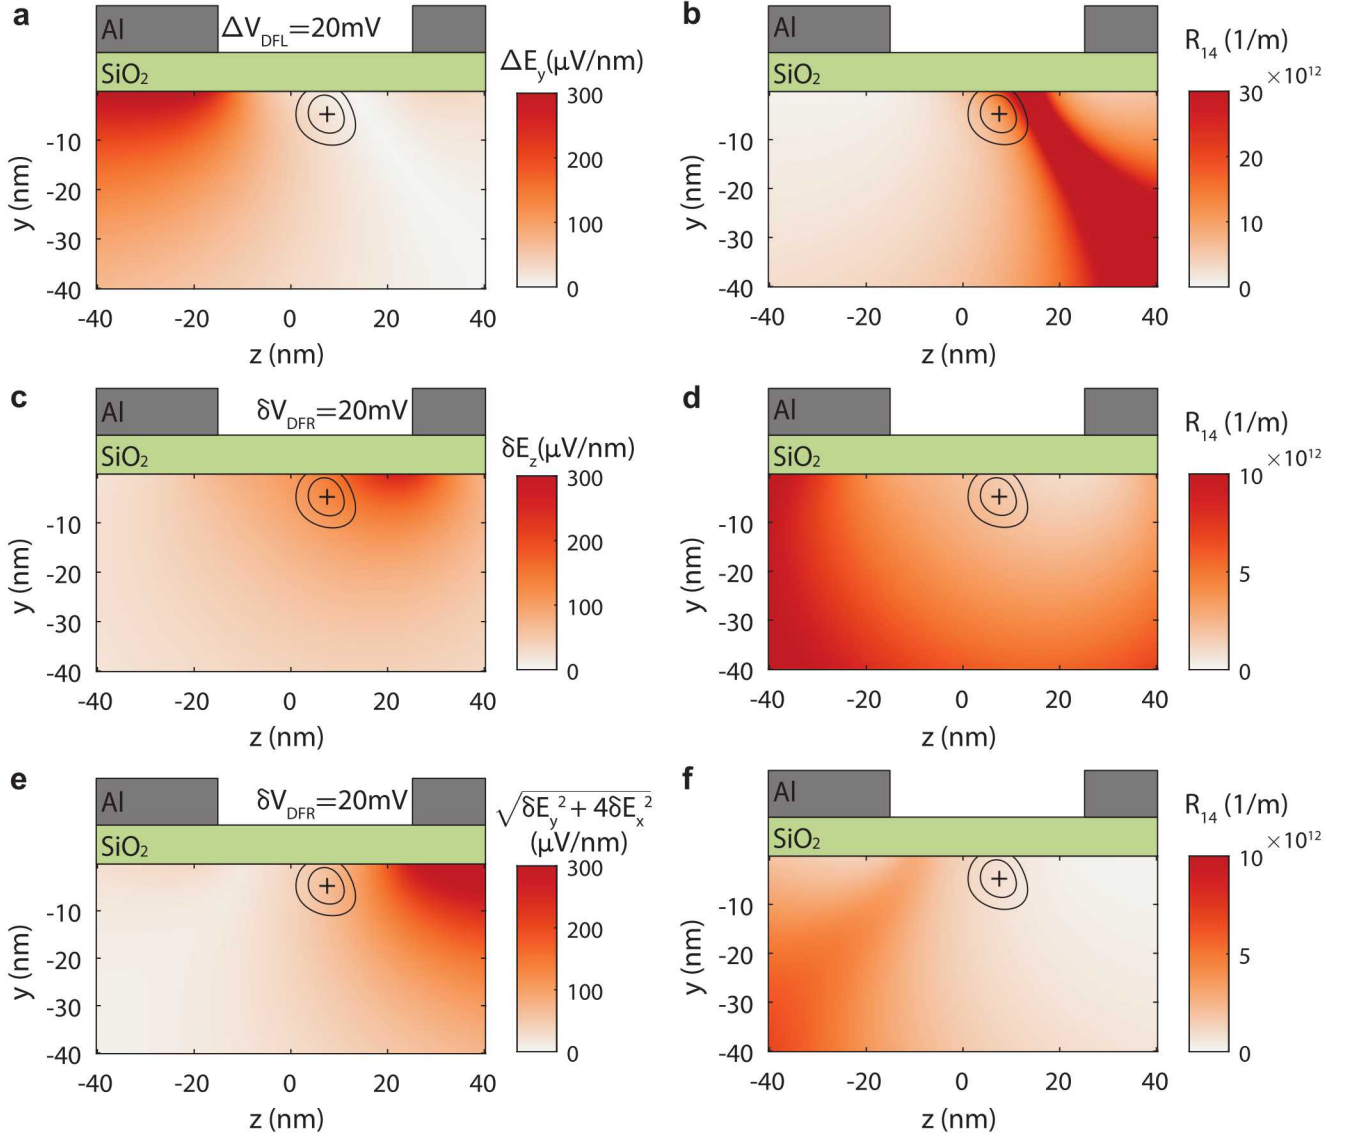 a
Al
ΔV_DFL=20mV
SiO₂
ΔE_y(μV/nm)
300
200
100
0
-10
-20
-30
-40
y (nm)
-40 -20 0 20 40
z (nm)
b
Al
SiO₂
R₁₄ (1/m)
×10¹²
30
20
10
0
-10
-20
-30
-40
y (nm)
-40 -20 0 20 40
z (nm)
c
Al
δV_DFR=20mV
SiO₂
δE_z(μV/nm)
300
200
100
0
-10
-20
-30
-40
y (nm)
-40 -20 0 20 40
z (nm)
d
Al
SiO₂
R₁₄ (1/m)
×10¹²
10
5
0
-10
-20
-30
-40
y (nm)
-40 -20 0 20 40
z (nm)
e
Al
δV_DFR=20mV
SiO₂
√δE_y² + 4δE_x²
(μV/nm)
300
200
100
0
-10
-20
-30
-40
y (nm)
-40 -20 0 20 40
z (nm)
f
Al
SiO₂
R₁₄ (1/m)
×10¹²
10
5
0
-10
-20
-30
-40
y (nm)
-40 -20 0 20 40
z (nm)